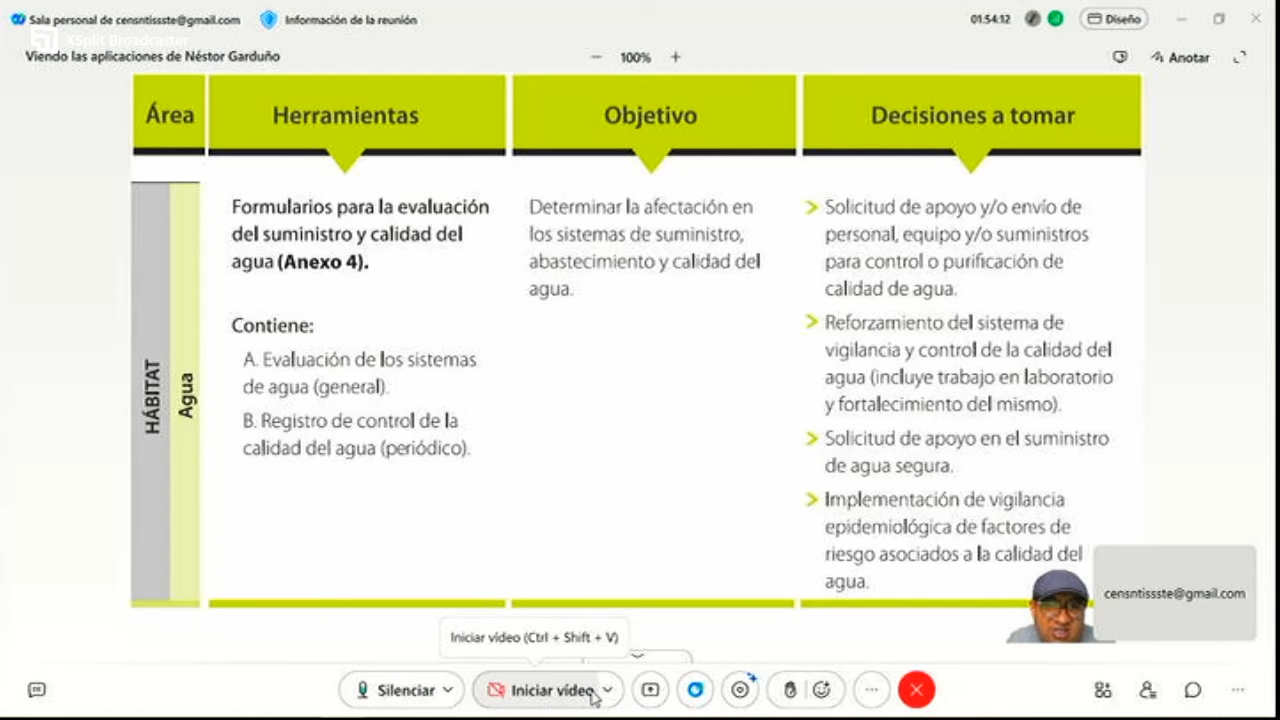 Sala personal de censntissste@gmail.com
Información de la reunión
01:54:12
Diseño
XSplit Broadcaster
Viendo las aplicaciones de Néstor Garduño
100%
Anotar
Área
Herramientas
Objetivo
Decisiones a tomar
HÁBITAT
Agua
Formularios para la evaluación
del suministro y calidad del
agua (Anexo 4).
Contiene:
A. Evaluación de los sistemas
de agua (general).
B. Registro de control de la
calidad del agua (periódico).
Determinar la afectación en
los sistemas de suministro,
abastecimiento y calidad del
agua.
Solicitud de apoyo y/o envío de
personal, equipo y/o suministros
para control o purificación de
calidad de agua.
Reforzamiento del sistema de
vigilancia y control de la calidad del
agua (incluye trabajo en laboratorio
y fortalecimiento del mismo).
Solicitud de apoyo en el suministro
de agua segura.
Implementación de vigilancia
epidemiológica de factores de
riesgo asociados a la calidad del
agua.
censntissste@gmail.com
Iniciar vídeo (Ctrl + Shift + V)
Silenciar
Iniciar vídeo